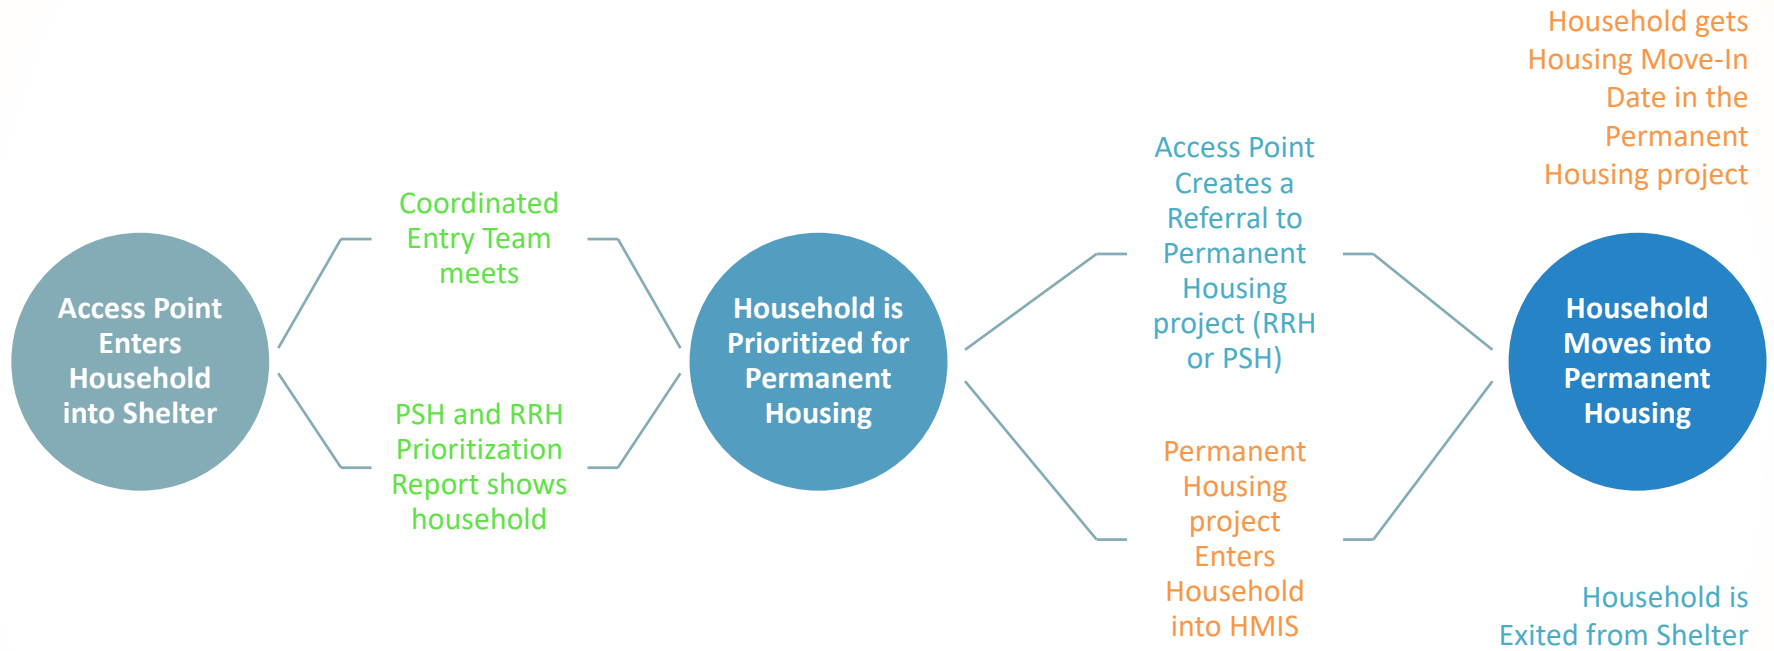 Access Point
Enters
Household
into Shelter
Coordinated
Entry Team
meets
PSH and RRH
Prioritization
Report shows
household
Household is
Prioritized for
Permanent
Housing
Access Point
Creates a
Referral to
Permanent
Housing
project (RRH
or PSH)
Permanent
Housing
project
Enters
Household
into HMIS
Household gets
Housing Move-In
Date in the
Permanent
Housing project
Household
Moves into
Permanent
Housing
Household is
Exited from Shelter